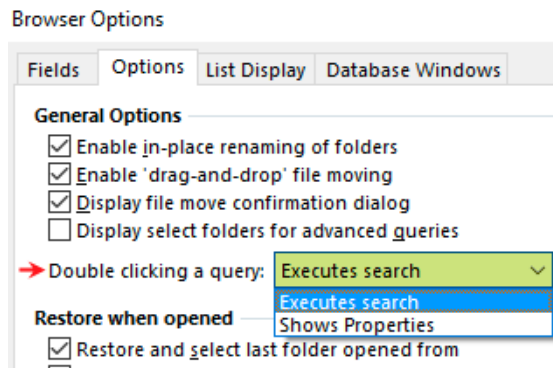 Browser Options
Fields Options List Display Database Windows
General Options
Enable in-place renaming of folders
Enable 'drag-and-drop' file moving
Display file move confirmation dialog
Display select folders for advanced queries
Double clicking a query: Executes search
Executes search
Shows Properties
Restore when opened
Restore and select last folder opened from